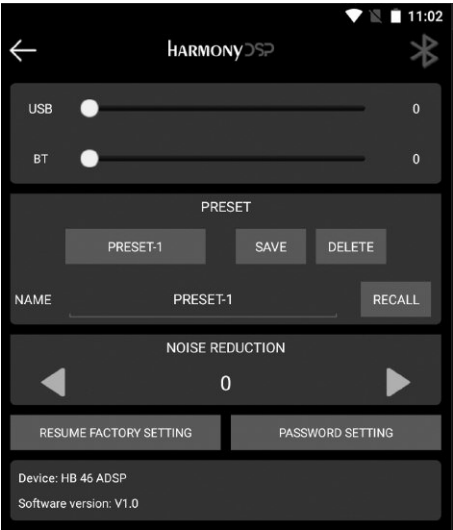 11:02
HARMONYDSP
USB 0
BT 0
PRESET
PRESET-1 SAVE DELETE
NAME PRESET-1 RECALL
NOISE REDUCTION
0
RESUME FACTORY SETTING PASSWORD SETTING
Device: HB 46 ADSP
Software version: V1.0